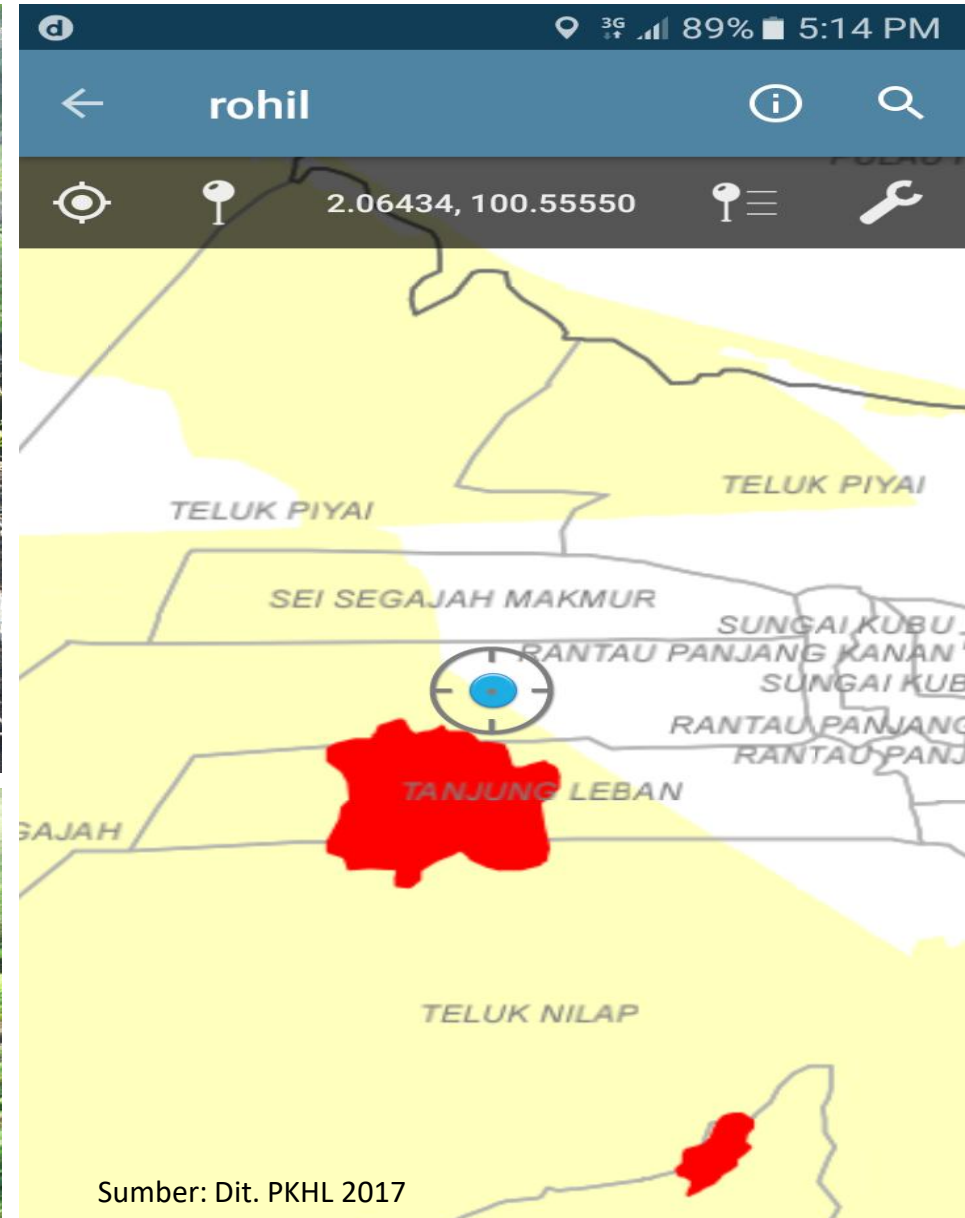 d 3G 89% 5:14 PM
rohil
2.06434, 100.55550
TELUK PIYAI
TELUK PIYAI
SEI SEGAJAH MAKMUR
SUNGAI KUBU
RANTAU PANJANG KANAN
SUNGAI KUB
RANTAU PANJANG
RANTAU PANJ
TANJUNG LEBAN
GAJAH
TELUK NILAP
Sumber: Dit. PKHL 2017